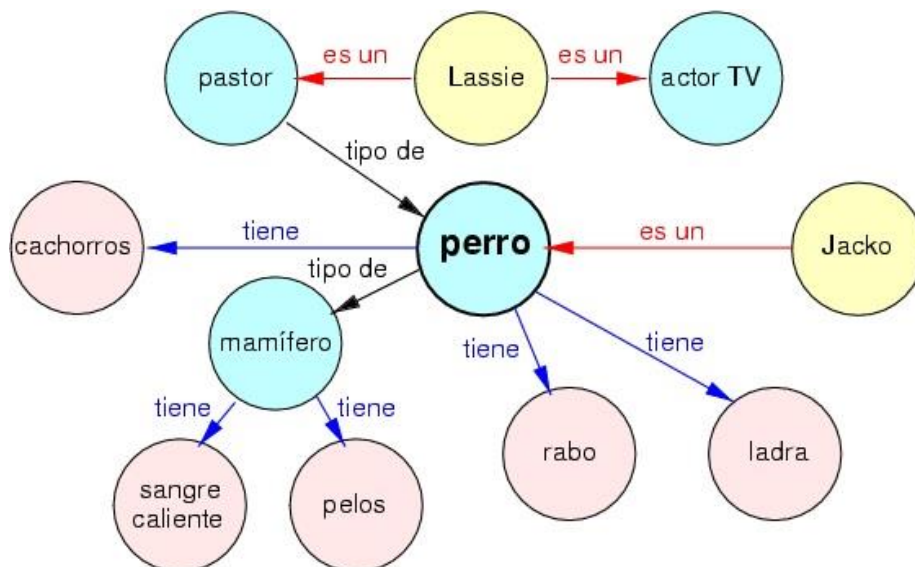 es un
es un
pastor
Lassie
actor TV
tipo de
cachorros
tiene
perro
es un
Jacko
tipo de
mamífero
tiene
tiene
tiene
tiene
rabo
ladra
sangre
caliente
pelos